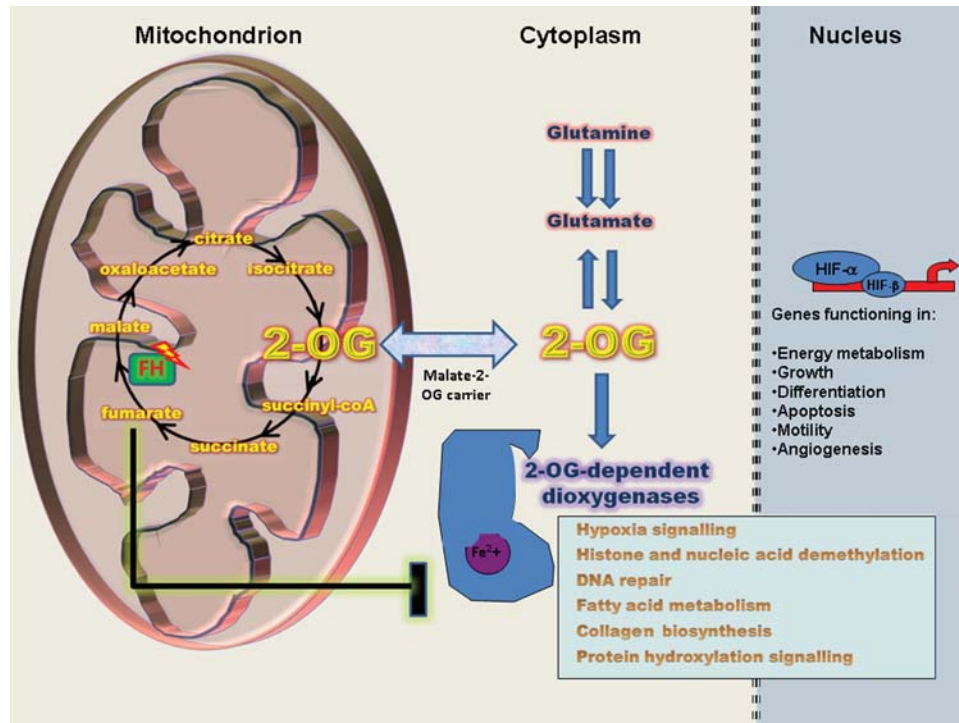 Mitochondrion
Cytoplasm
Nucleus
Glutamine
Glutamate
citrate
oxaloacetate
isocitrate
malate
FH
2-OG
2-OG
Malate-2-
OG carrier
fumarate
succinyl-coA
succinate
2-OG-dependent
dioxygenases
Fe2+
Hypoxia signalling
Histone and nucleic acid demethylation
DNA repair
Fatty acid metabolism
Collagen biosynthesis
Protein hydroxylation signalling
HIF-α
HIF-β
Genes functioning in:
•Energy metabolism
•Growth
•Differentiation
•Apoptosis
•Motility
•Angiogenesis